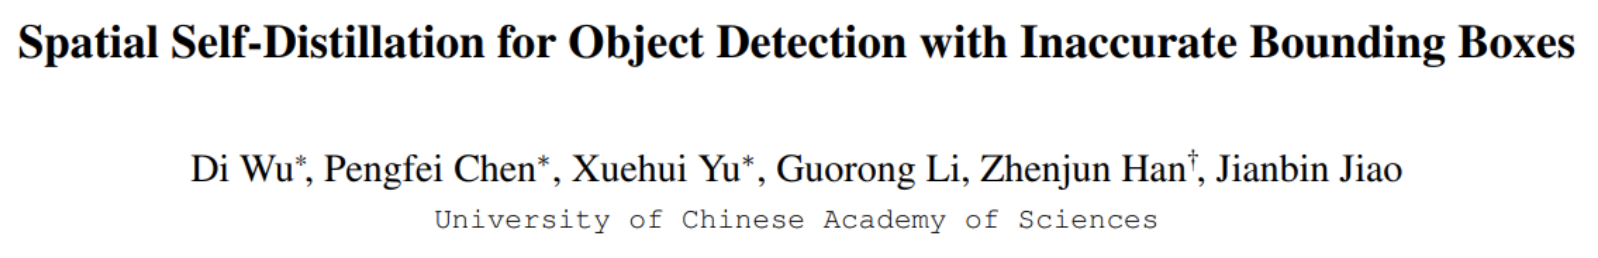 Spatial Self-Distillation for Object Detection with Inaccurate Bounding Boxes
Di Wu*, Pengfei Chen*, Xuehui Yu*, Guorong Li, Zhenjun Han†, Jianbin Jiao
University of Chinese Academy of Sciences